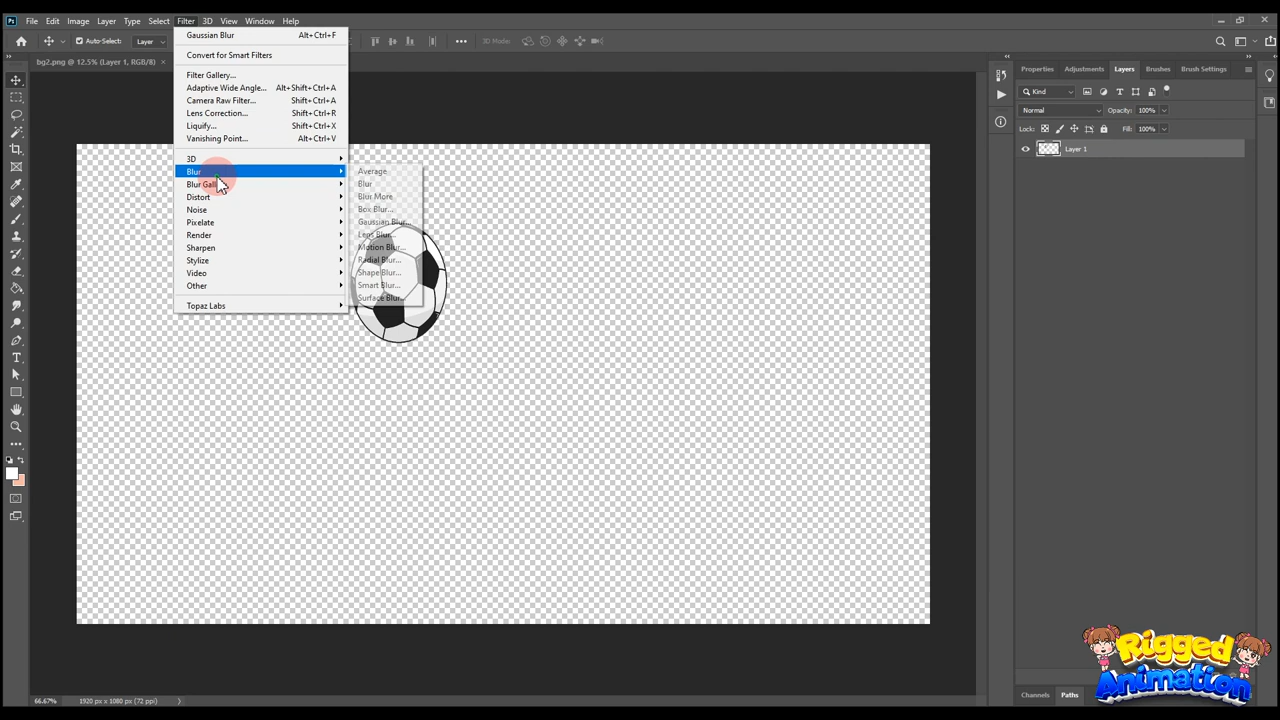 Ps File Edit Image Layer Type Select Filter 3D View Window Help
Auto-Select: Layer 3D Mode:
bg2.png @ 12.5% (Layer 1, RGB/8) ×
Gaussian Blur Alt+Ctrl+F
Convert for Smart Filters
Filter Gallery...
Adaptive Wide Angle... Alt+Shift+Ctrl+A
Camera Raw Filter... Shift+Ctrl+A
Lens Correction... Shift+Ctrl+R
Liquify... Shift+Ctrl+X
Vanishing Point... Alt+Ctrl+V
3D
Blur
Blur Gall
Distort
Noise
Pixelate
Render
Sharpen
Stylize
Video
Other
Topaz Labs
Average
Blur
Blur More
Box Blur...
Gaussian Blur...
Lens Blur...
Motion Blur...
Radial Blur...
Shape Blur...
Smart Blur...
Surface Blur...
Properties Adjustments Layers Brushes Brush Settings
Kind
Normal Opacity: 100%
Lock: Fill: 100%
Layer 1
Channels Paths
66.67% 1920 px x 1080 px (72 ppi)
Rigged
Animation